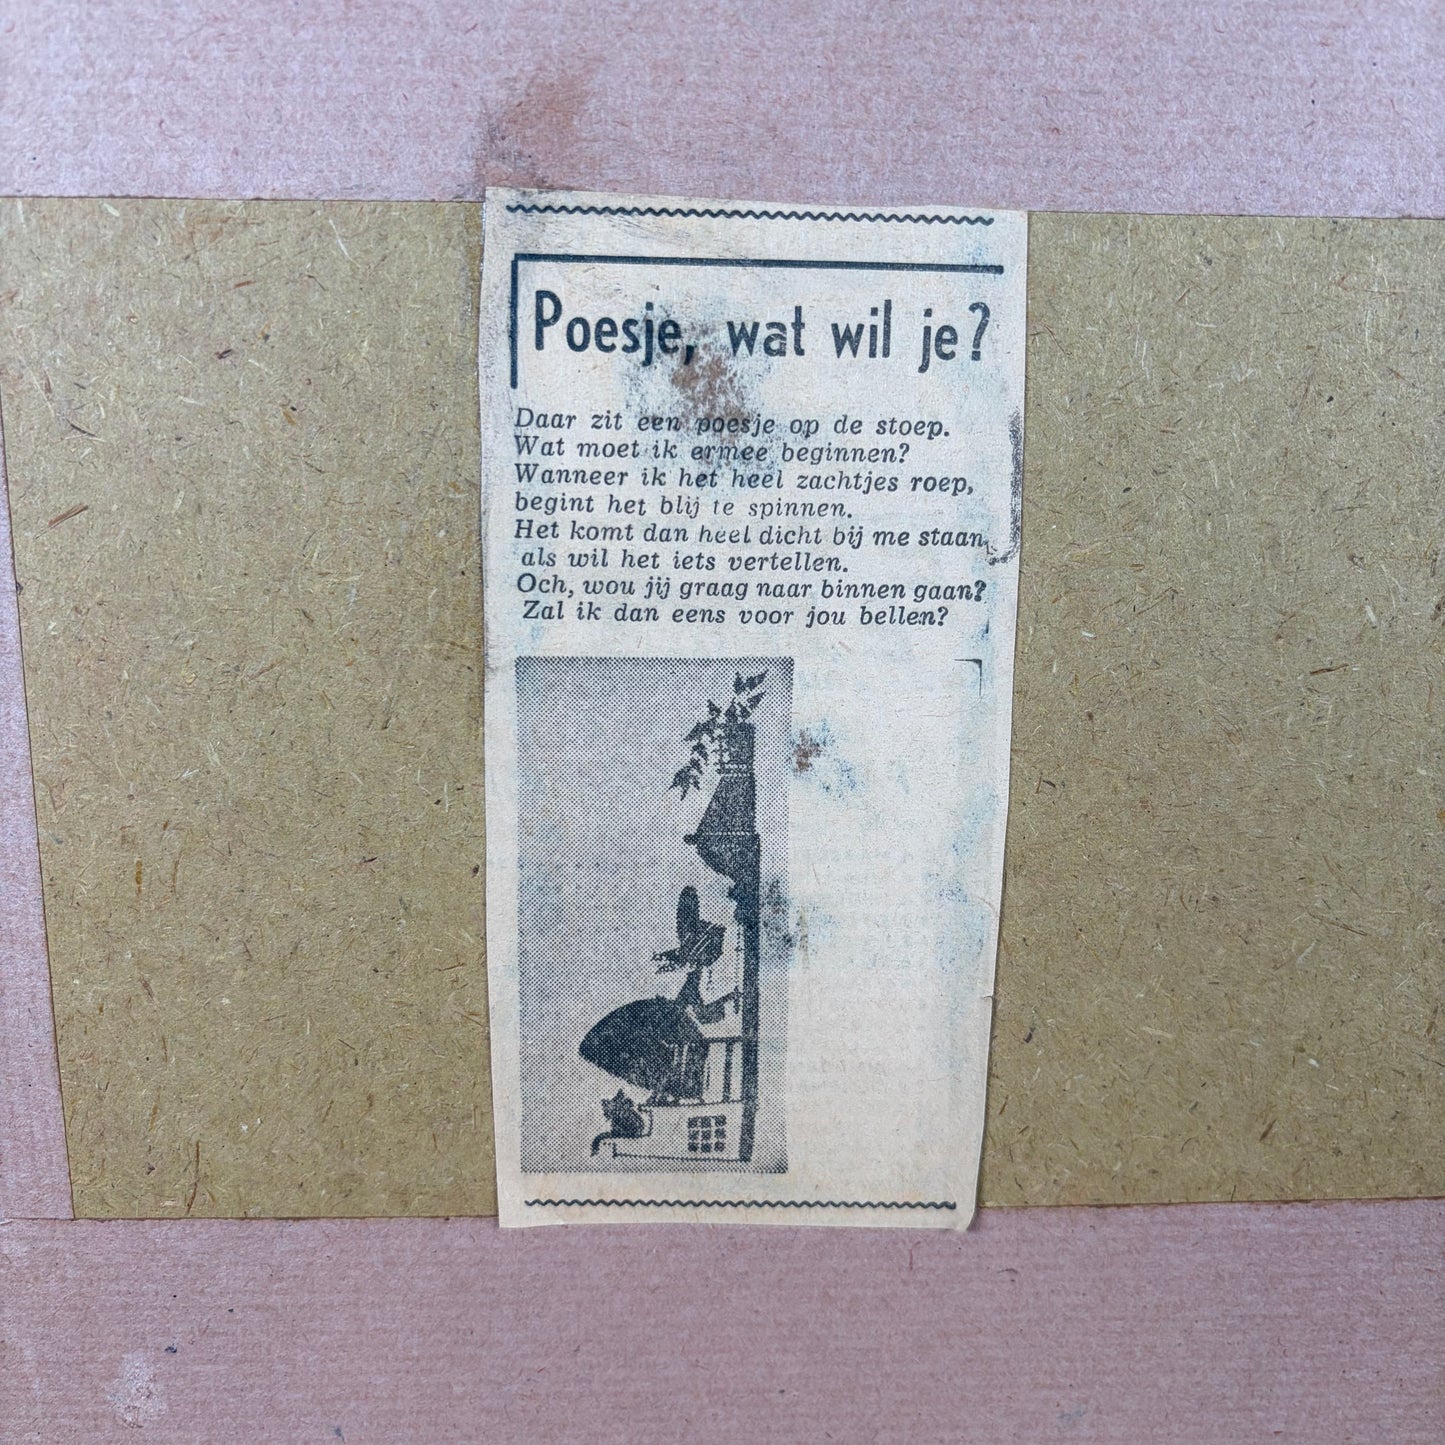 Poesje, wat wil je?
Daar zit een poesje op de stoep.
Wat moet ik ermee beginnen?
Wanneer ik het heel zachtjes roep,
begint het blij te spinnen.
Het komt dan heel dicht bij me staan,
als wil het iets vertellen.
Och, wou jij graag naar binnen gaan?
Zal ik dan eens voor jou bellen?